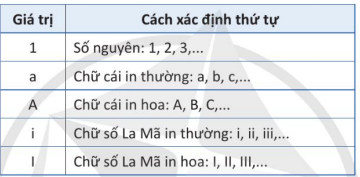 Giá trị Cách xác định thứ tự
1 Số nguyên: 1, 2, 3,...
a Chữ cái in thường: a, b, c,...
A Chữ cái in hoa: A, B, C,...
i Chữ số La Mã in thường: i, ii, iii,...
I Chữ số La Mã in hoa: I, II, III,...